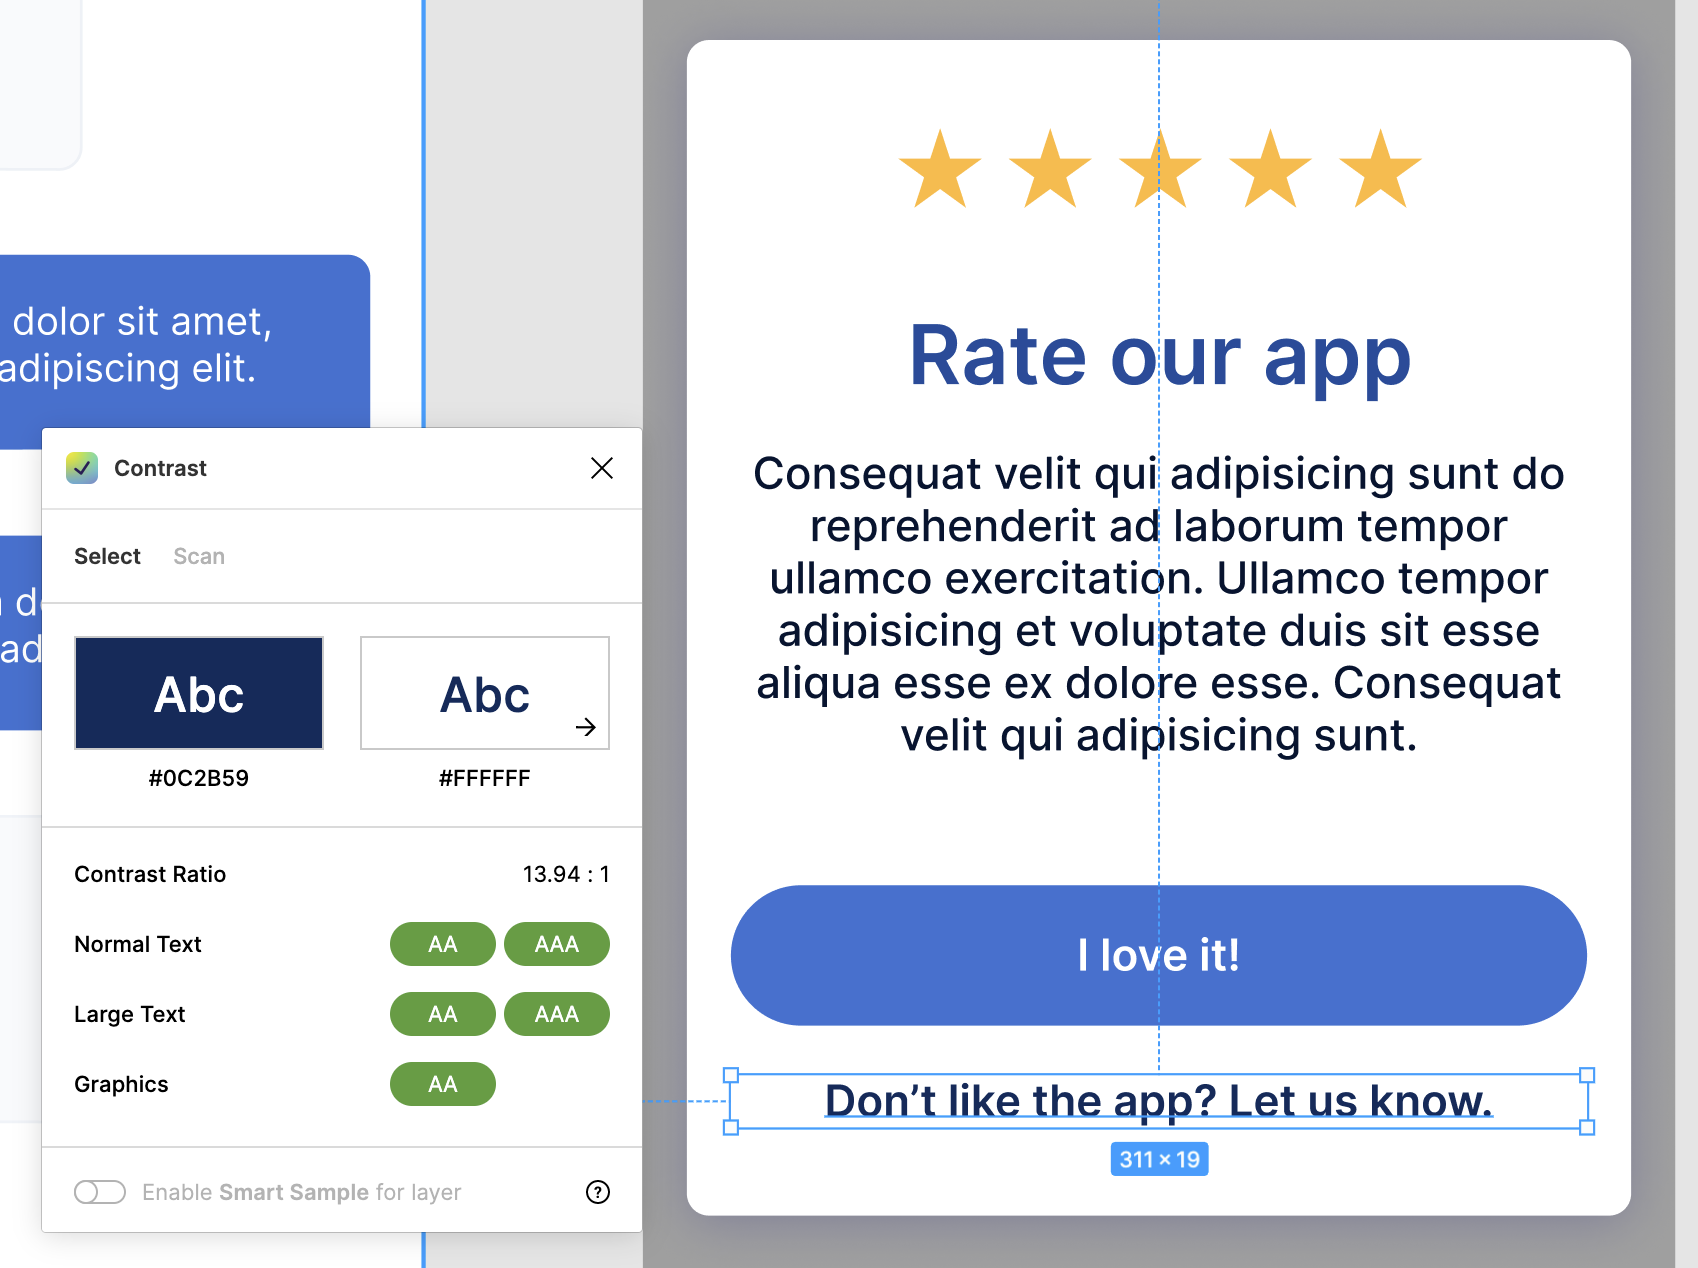 dolor sit amet,
adipiscing elit.
Contrast
Select Scan
Abc
Abc
#0C2B59
#FFFFFF
Contrast Ratio 13.94 : 1
Normal Text AA AAA
Large Text AA AAA
Graphics AA
Enable Smart Sample for layer
?
Rate our app
Consequat velit qui adipisicing sunt do
reprehenderit ad laborum tempor
ullamco exercitation. Ullamco tempor
adipisicing et voluptate duis sit esse
aliqua esse ex dolore esse. Consequat
velit qui adipisicing sunt.
I love it!
Don’t like the app? Let us know.
311 × 19